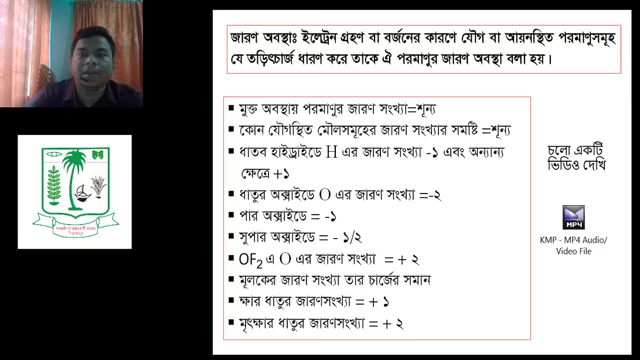 জারণ অবস্থাঃ ইলেট্রন গ্রহণ বা বর্জনের কারণে যৌগ বা আয়নস্থিত পরমাণুসমূহ
যে তড়িৎচার্জ ধারণ করে তাকে ঐ পরমাণুর জারণ অবস্থা বলা হয়।
▪ মুক্ত অবস্থায় পরমাণুর জারণ সংখ্যা=শূন্য
▪ কোন যৌগস্থিত মৌলসমূহের জারণ সংখ্যার সমষ্টি =শূন্য
▪ ধাতব হাইড্রাইডে H এর জারণ সংখ্যা -১ এবং অন্যান্য
ক্ষেত্রে +১
▪ ধাতুর অক্সাইডে O এর জারণ সংখ্যা =-২
▪ পার অক্সাইডে = -১
▪ সুপার অক্সাইডে = - ১/২
▪ OF2 এ O এর জারণ সংখ্যা = + ২
▪ মূলকের জারণ সংখ্যা তার চার্জের সমান
▪ ক্ষার ধাতুর জারণসংখ্যা = + ১
▪ মৃৎক্ষার ধাতুর জারণসংখ্যা = + ২
চলো একটি
ভিডিও দেখি
MP4
KMP - MP4 Audio/
Video File